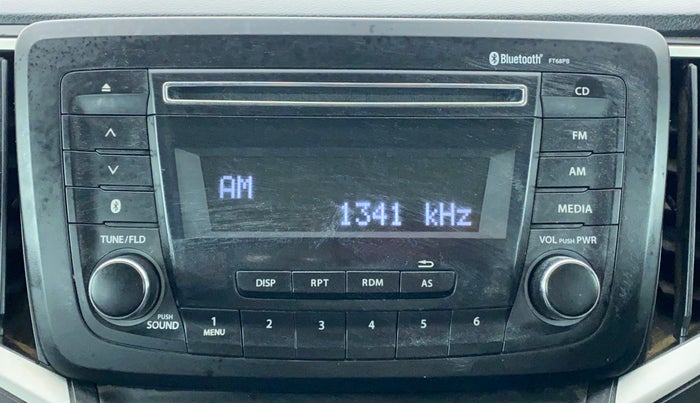 Bluetooth® FT68PB
CD
FM
AM
MEDIA
AM
1341 kHz
TUNE/FLD
VOL PUSH PWR
DISP RPT RDM AS
PUSH
SOUND
1 2 3 4 5 6
MENU